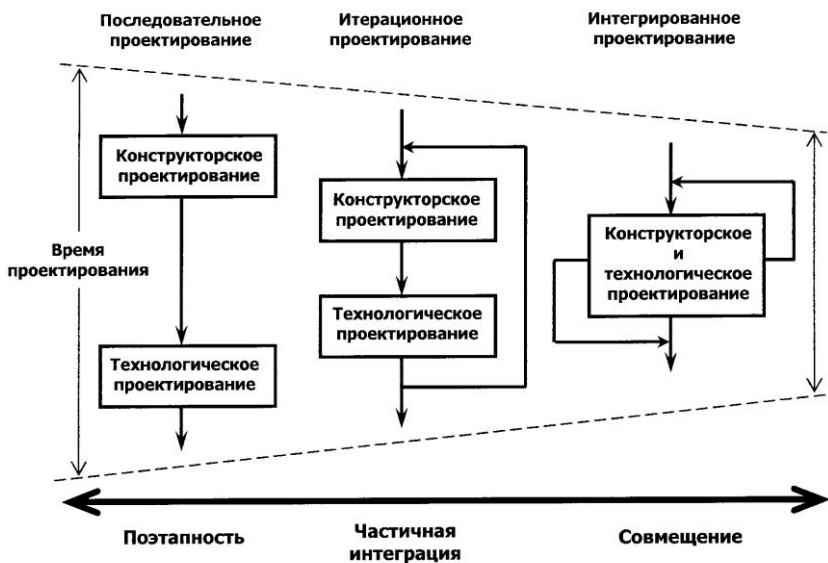 Последовательное
проектирование
Итерационное
проектирование
Интегрированное
проектирование
Конструкторское
проектирование
Технологическое
проектирование
Время
проектирования
Конструкторское
проектирование
Технологическое
проектирование
Конструкторское
и
технологическое
проектирование
Поэтапность
Частичная
интеграция
Совмещение